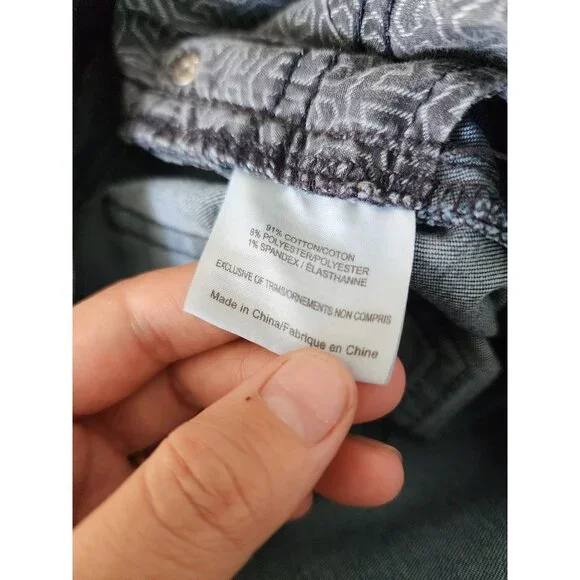 91% COTTON/COTON
8% POLYESTER/POLYESTER
1% SPANDEX / ÉLASTHANNE
EXCLUSIVE OF TRIMS/ORNEMENTS NON COMPRIS
Made in China/Fabrique en Chine